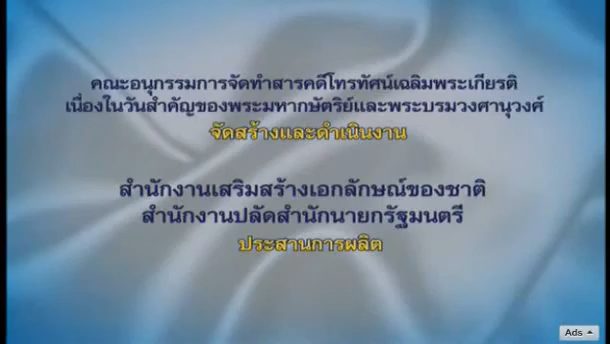 คณะอนุกรรมการจัดทำสารคดีโทรทัศน์เฉลิมพระเกียรติ
เนื่องในวันสำคัญของพระมหากษัตริย์และพระบรมวงศานุวงศ์
จัดสร้างและดำเนินงาน
สำนักงานเสริมสร้างเอกลักษณ์ของชาติ
สำนักงานปลัดสำนักนายกรัฐมนตรี
ประสานการผลิต
Ads